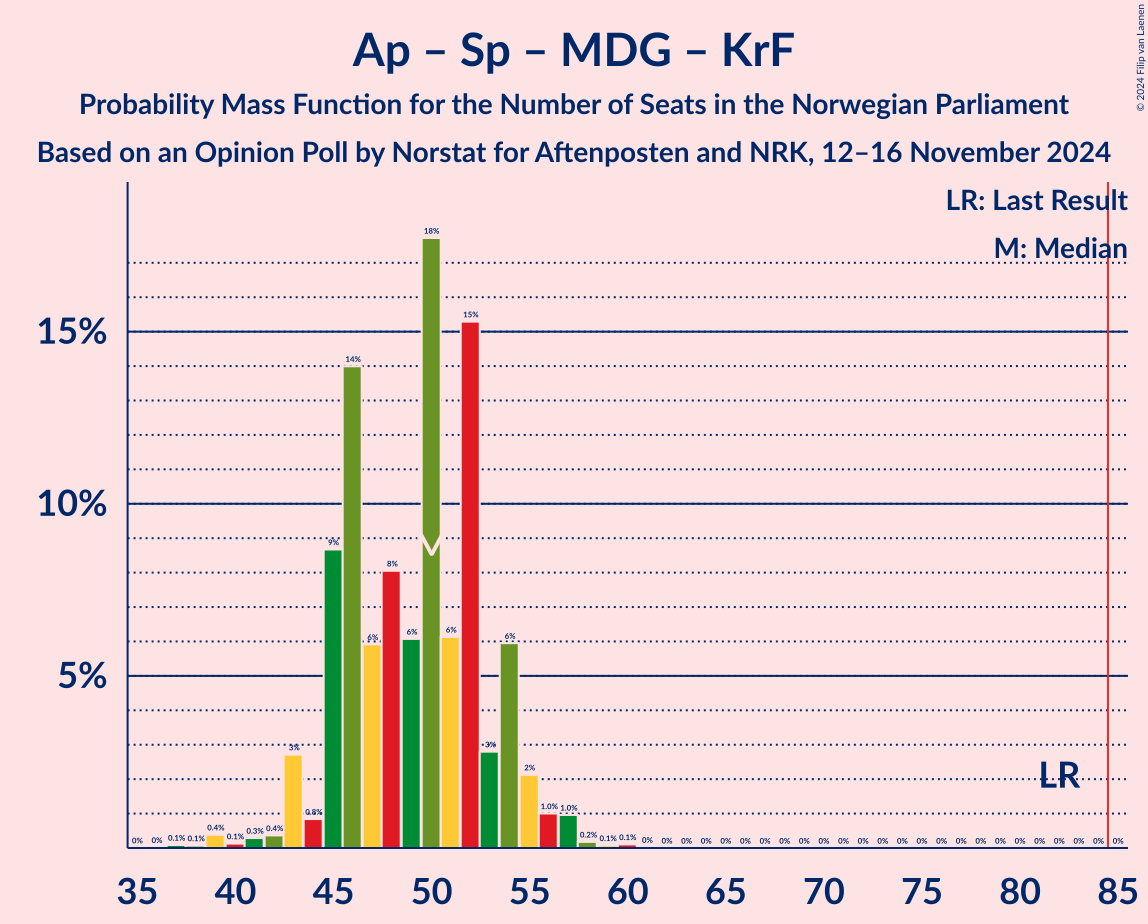 Ap – Sp – MDG – KrF
Probability Mass Function for the Number of Seats in the Norwegian Parliament
Based on an Opinion Poll by Norstat for Aftenposten and NRK, 12–16 November 2024
© 2024 Filip van Laenen
LR: Last Result
M: Median
15%
10%
5%
0% 0% 0.1% 0.1% 0.4% 0.1% 0.3% 0.4% 3% 0.8% 9% 14% 6% 8% 6% 18% 6% 15% 3% 6% 2% 1.0% 1.0% 0.2% 0.1% 0.1% 0% 0% 0% 0% 0% 0% 0% 0% 0% 0% 0% 0% 0% 0% 0% 0% 0% 0% 0% 0% 0% 0% 0% 0% 0%
LR
35 40 45 50 55 60 65 70 75 80 85